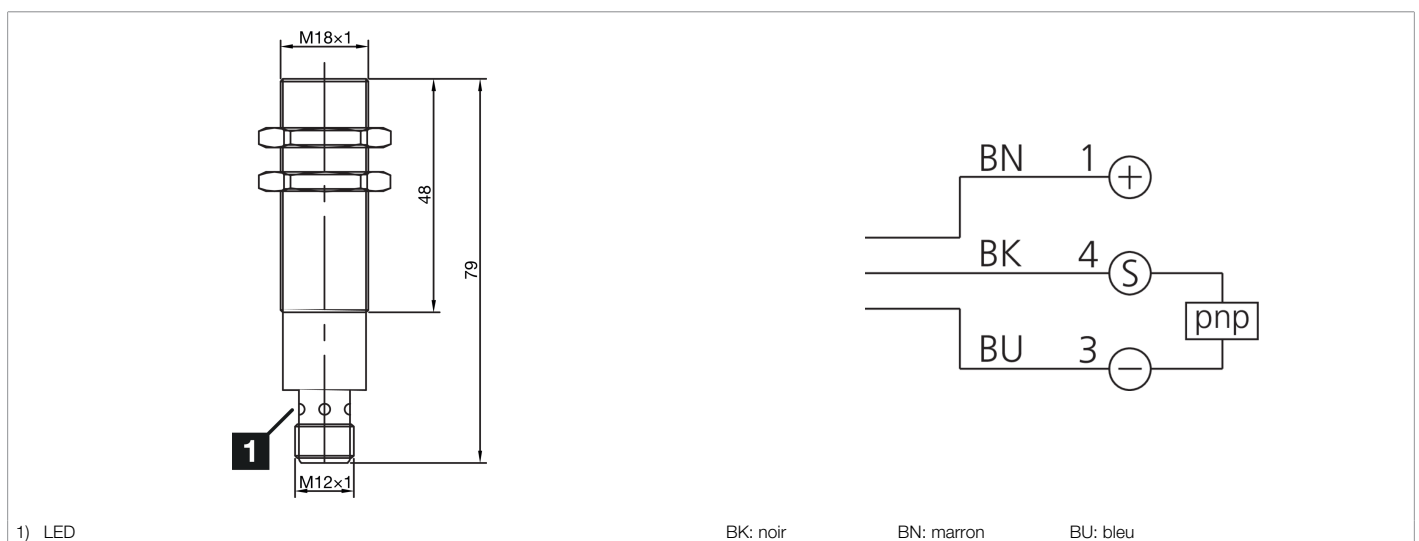 M18×1
48
79
1
M12×1
BN 1 +
BK 4 S
pnp
BU 3 −
1) LED
BK: noir BN: marron BU: bleu